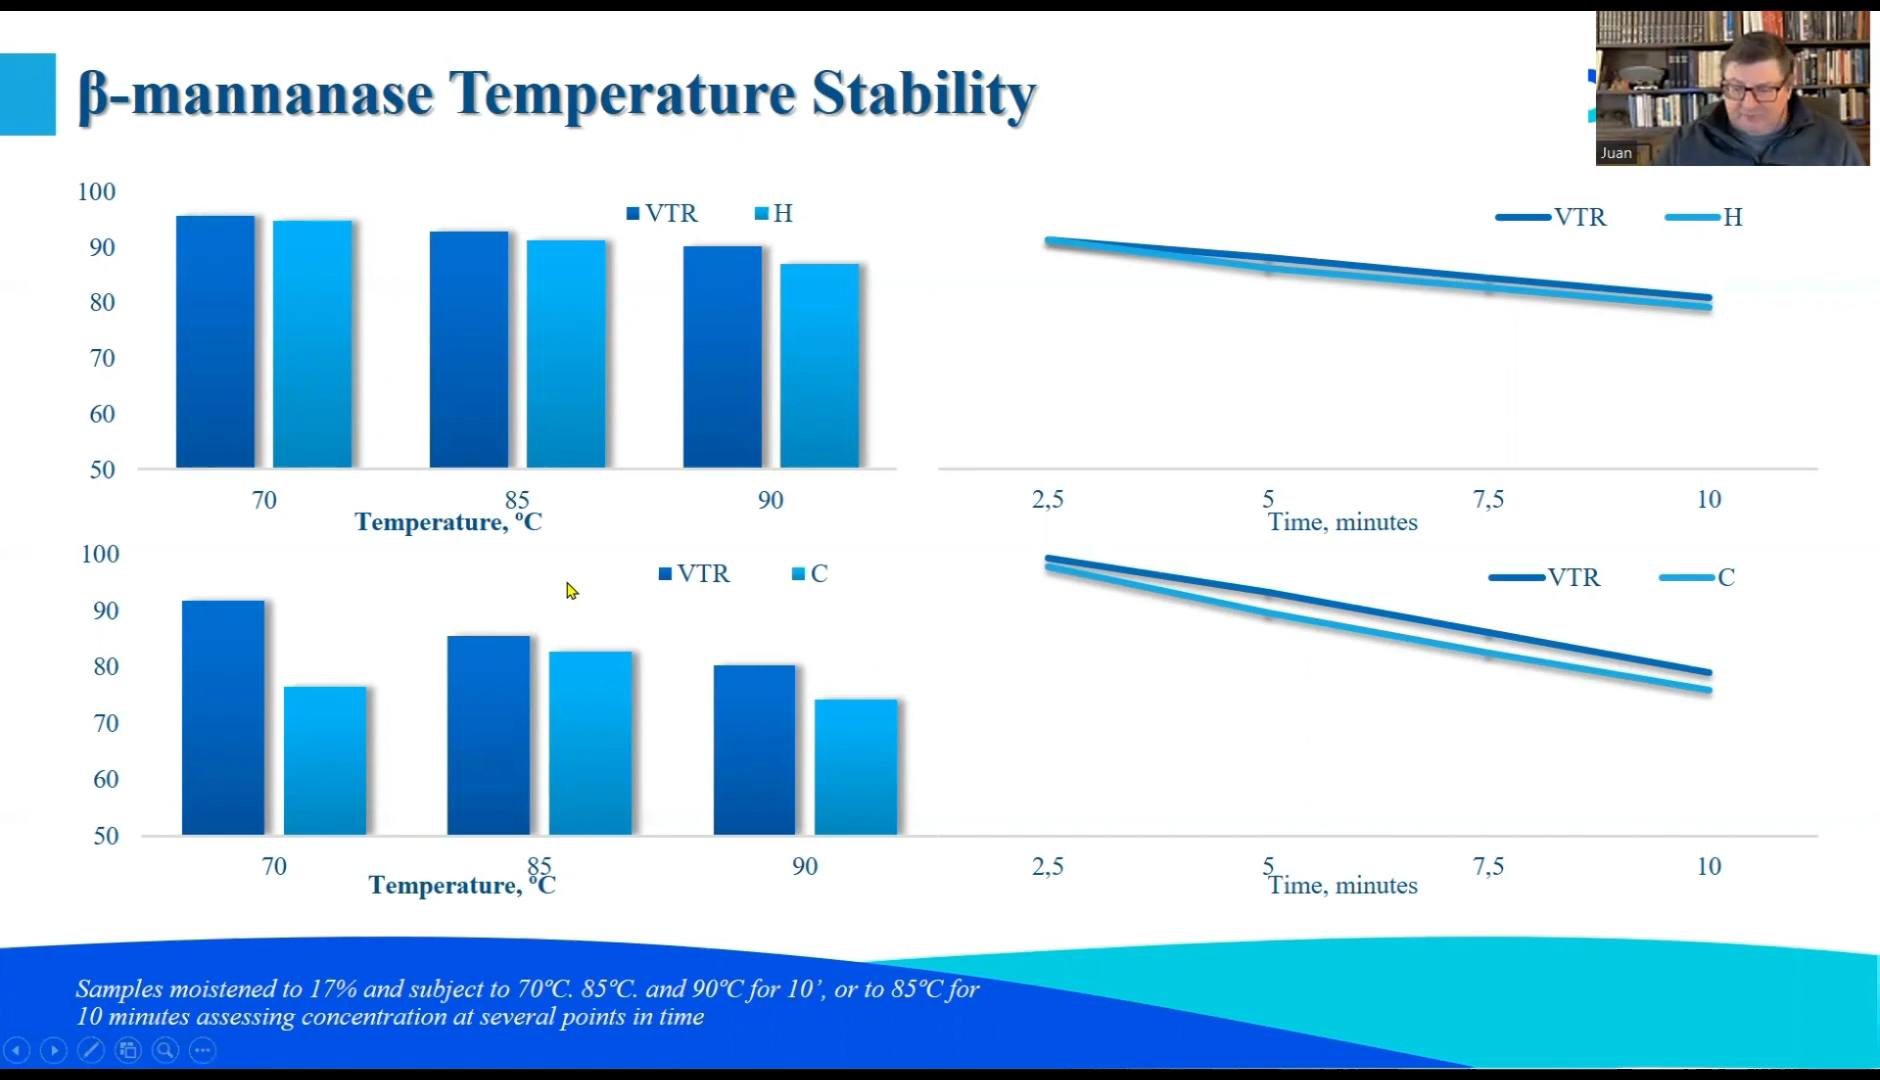 β-mannanase Temperature Stability
Juan
100
90
80
70
60
50
VTR H
70 85 90
Temperature, ºC
VTR H
2,5 5 7,5 10
Time, minutes
100
90
80
70
60
50
VTR C
70 85 90
Temperature, ºC
VTR C
2,5 5 7,5 10
Time, minutes
Samples moistened to 17% and subject to 70ºC. 85ºC. and 90ºC for 10’, or to 85ºC for
10 minutes assessing concentration at several points in time